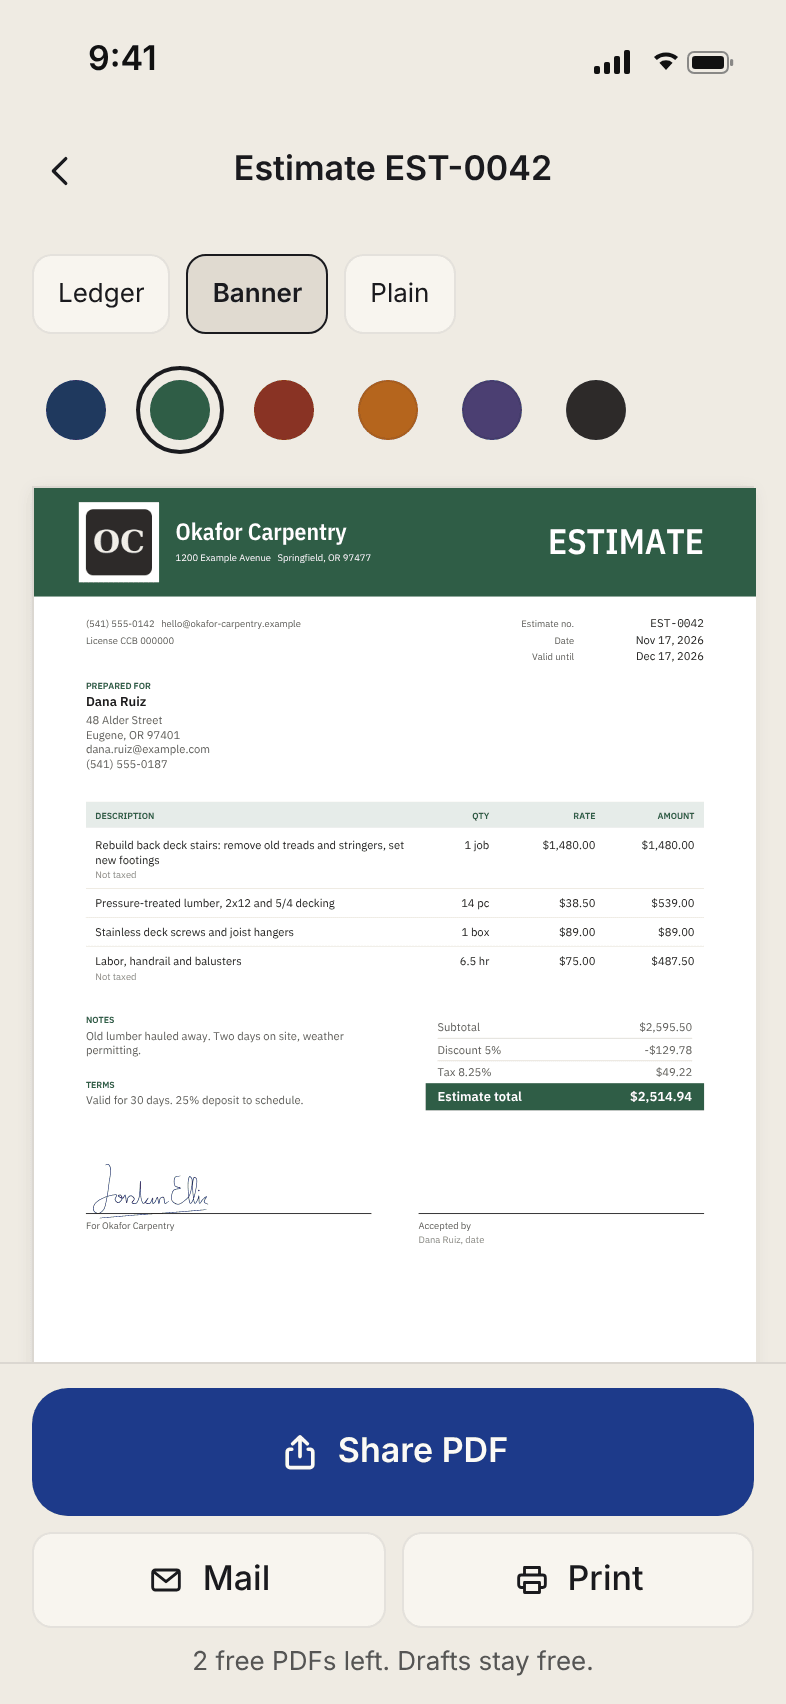 9:41
Estimate EST-0042
Ledger
Banner
Plain
OC
Okafor Carpentry
1200 Example Avenue Springfield, OR 97477
ESTIMATE
(541) 555-0142 hello@okafor-carpentry.example
License CCB 000000
Estimate no. EST-0042
Date Nov 17, 2026
Valid until Dec 17, 2026
PREPARED FOR
Dana Ruiz
48 Alder Street
Eugene, OR 97401
dana.ruiz@example.com
(541) 555-0187
DESCRIPTION QTY RATE AMOUNT
Rebuild back deck stairs: remove old treads and stringers, set 1 job $1,480.00 $1,480.00
new footings
Not taxed
Pressure-treated lumber, 2x12 and 5/4 decking 14 pc $38.50 $539.00
Stainless deck screws and joist hangers 1 box $89.00 $89.00
Labor, handrail and balusters 6.5 hr $75.00 $487.50
Not taxed
NOTES
Old lumber hauled away. Two days on site, weather
permitting.
TERMS
Valid for 30 days. 25% deposit to schedule.
Subtotal $2,595.50
Discount 5% -$129.78
Tax 8.25% $49.22
Estimate total $2,514.94
Jordan Ellis
For Okafor Carpentry
Accepted by
Dana Ruiz, date
Share PDF
Mail
Print
2 free PDFs left. Drafts stay free.